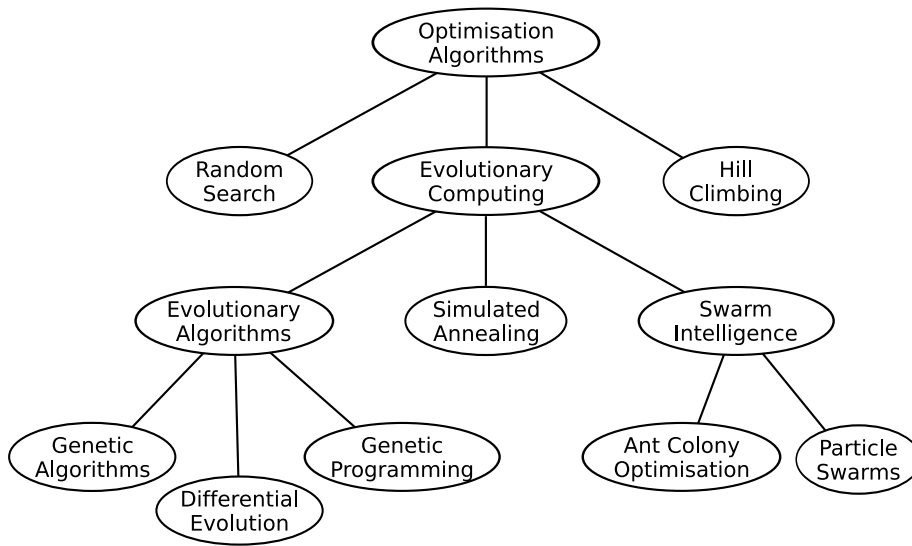 Optimisation
Algorithms
Random
Search
Evolutionary
Computing
Hill
Climbing
Evolutionary
Algorithms
Simulated
Annealing
Swarm
Intelligence
Genetic
Algorithms
Differential
Evolution
Genetic
Programming
Ant Colony
Optimisation
Particle
Swarms